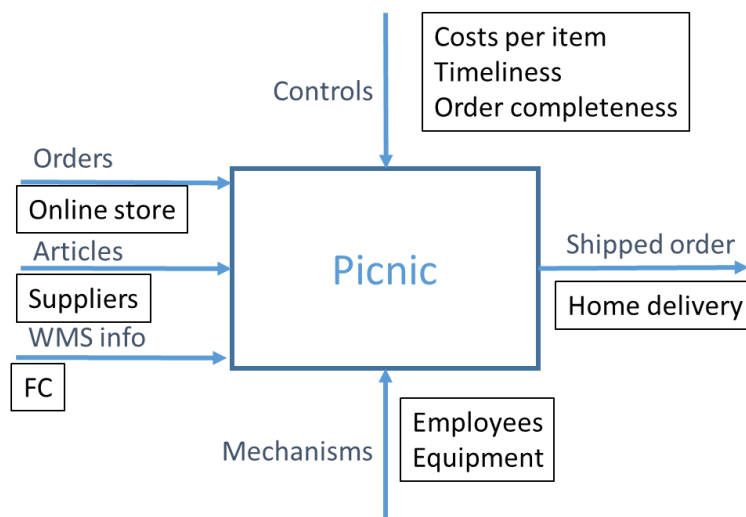 Costs per item
Timeliness
Order completeness
Controls
Orders
Online store
Articles
Suppliers
WMS info
FC
Picnic
Shipped order
Home delivery
Employees
Equipment
Mechanisms